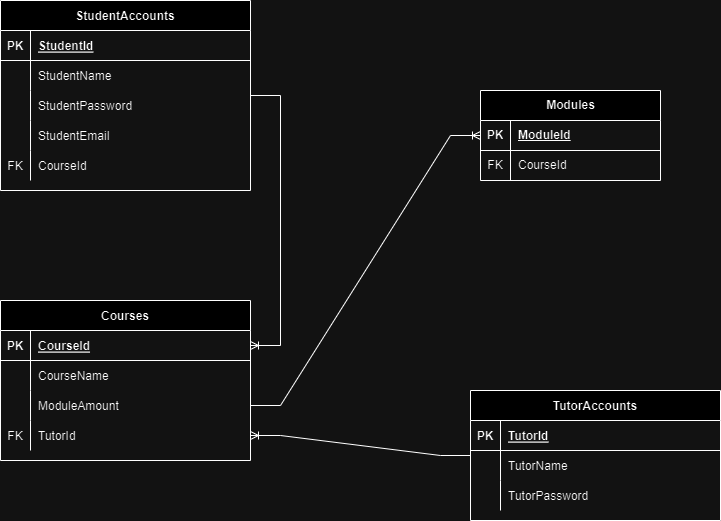 StudentAccounts
PK StudentId
StudentName
StudentPassword
StudentEmail
FK CourseId
Modules
PK ModuleId
FK CourseId
Courses
PK CourseId
CourseName
ModuleAmount
FK TutorId
TutorAccounts
PK TutorId
TutorName
TutorPassword